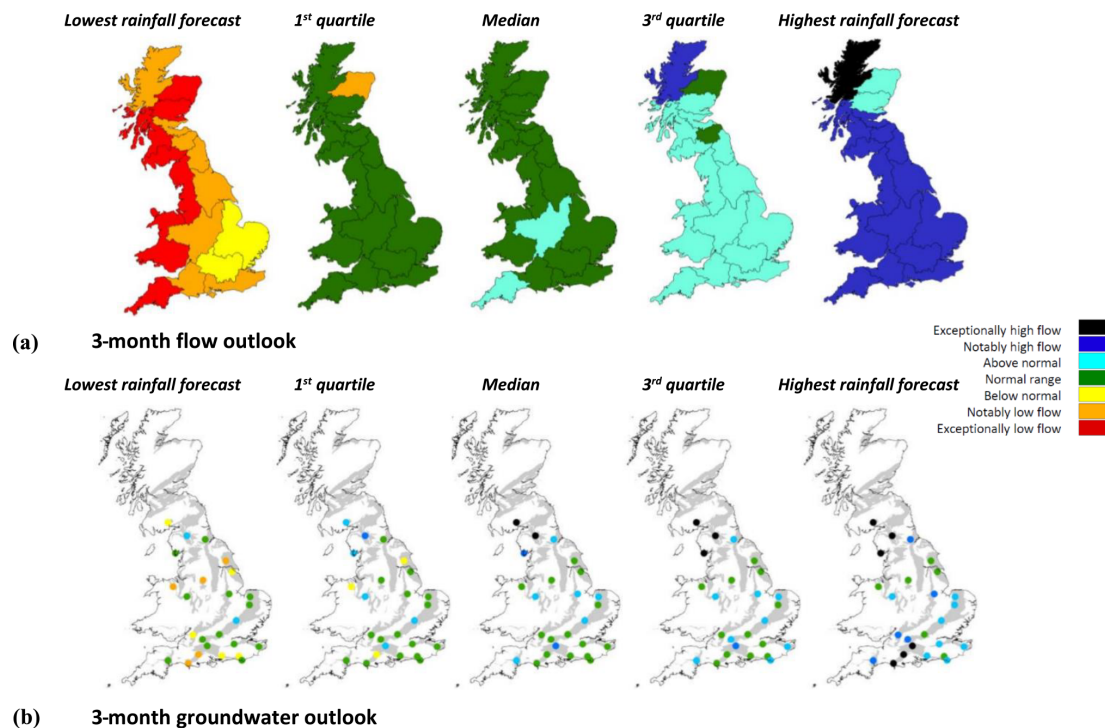 Lowest rainfall forecast 1st quartile Median 3rd quartile Highest rainfall forecast
(a) 3-month flow outlook
Exceptionally high flow
Notably high flow
Above normal
Normal range
Below normal
Notably low flow
Exceptionally low flow
Lowest rainfall forecast 1st quartile Median 3rd quartile Highest rainfall forecast
(b) 3-month groundwater outlook